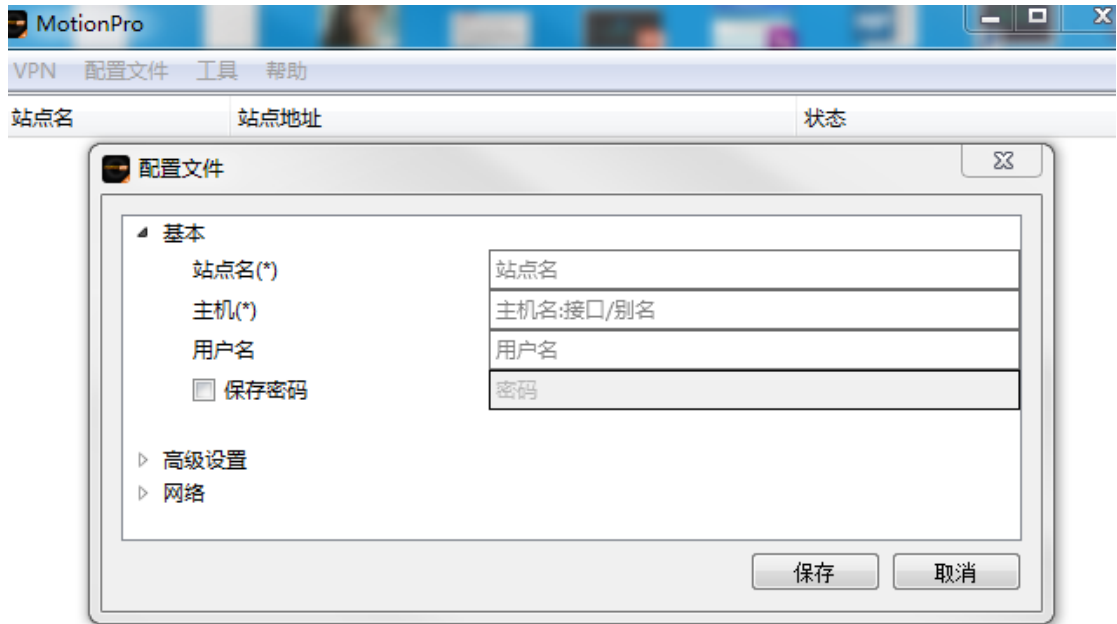 MotionPro
VPN 配置文件 工具 帮助
站点名 站点地址 状态
配置文件
基本
站点名(*) 站点名
主机(*) 主机名:接口/别名
用户名 用户名
保存密码 密码
高级设置
网络
保存 取消